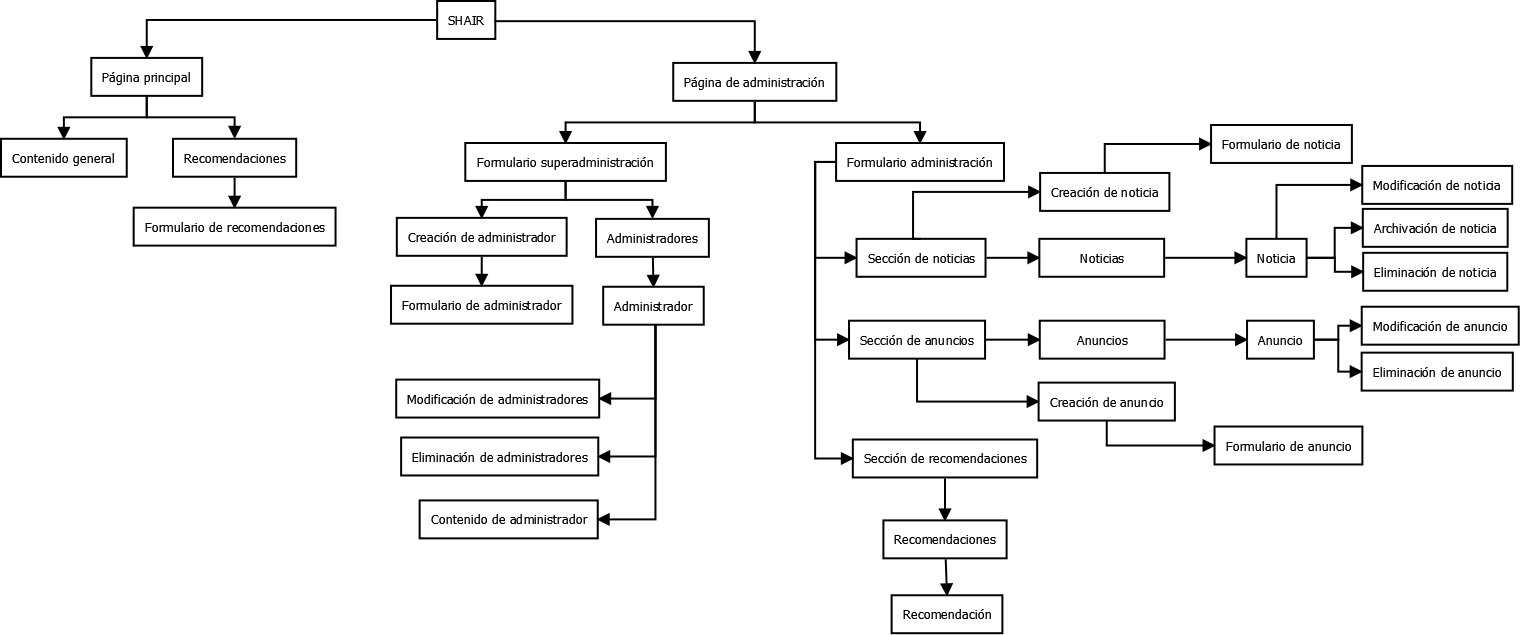 SHAIR
Página principal
Página de administración
Contenido general
Recomendaciones
Formulario de recomendaciones
Formulario superadministración
Formulario administración
Creación de administrador
Administradores
Formulario de administrador
Administrador
Modificación de administradores
Eliminación de administradores
Contenido de administrador
Formulario de noticia
Creación de noticia
Modificación de noticia
Archivación de noticia
Sección de noticias
Noticias
Noticia
Eliminación de noticia
Sección de anuncios
Anuncios
Anuncio
Modificación de anuncio
Eliminación de anuncio
Creación de anuncio
Formulario de anuncio
Sección de recomendaciones
Recomendaciones
Recomendación